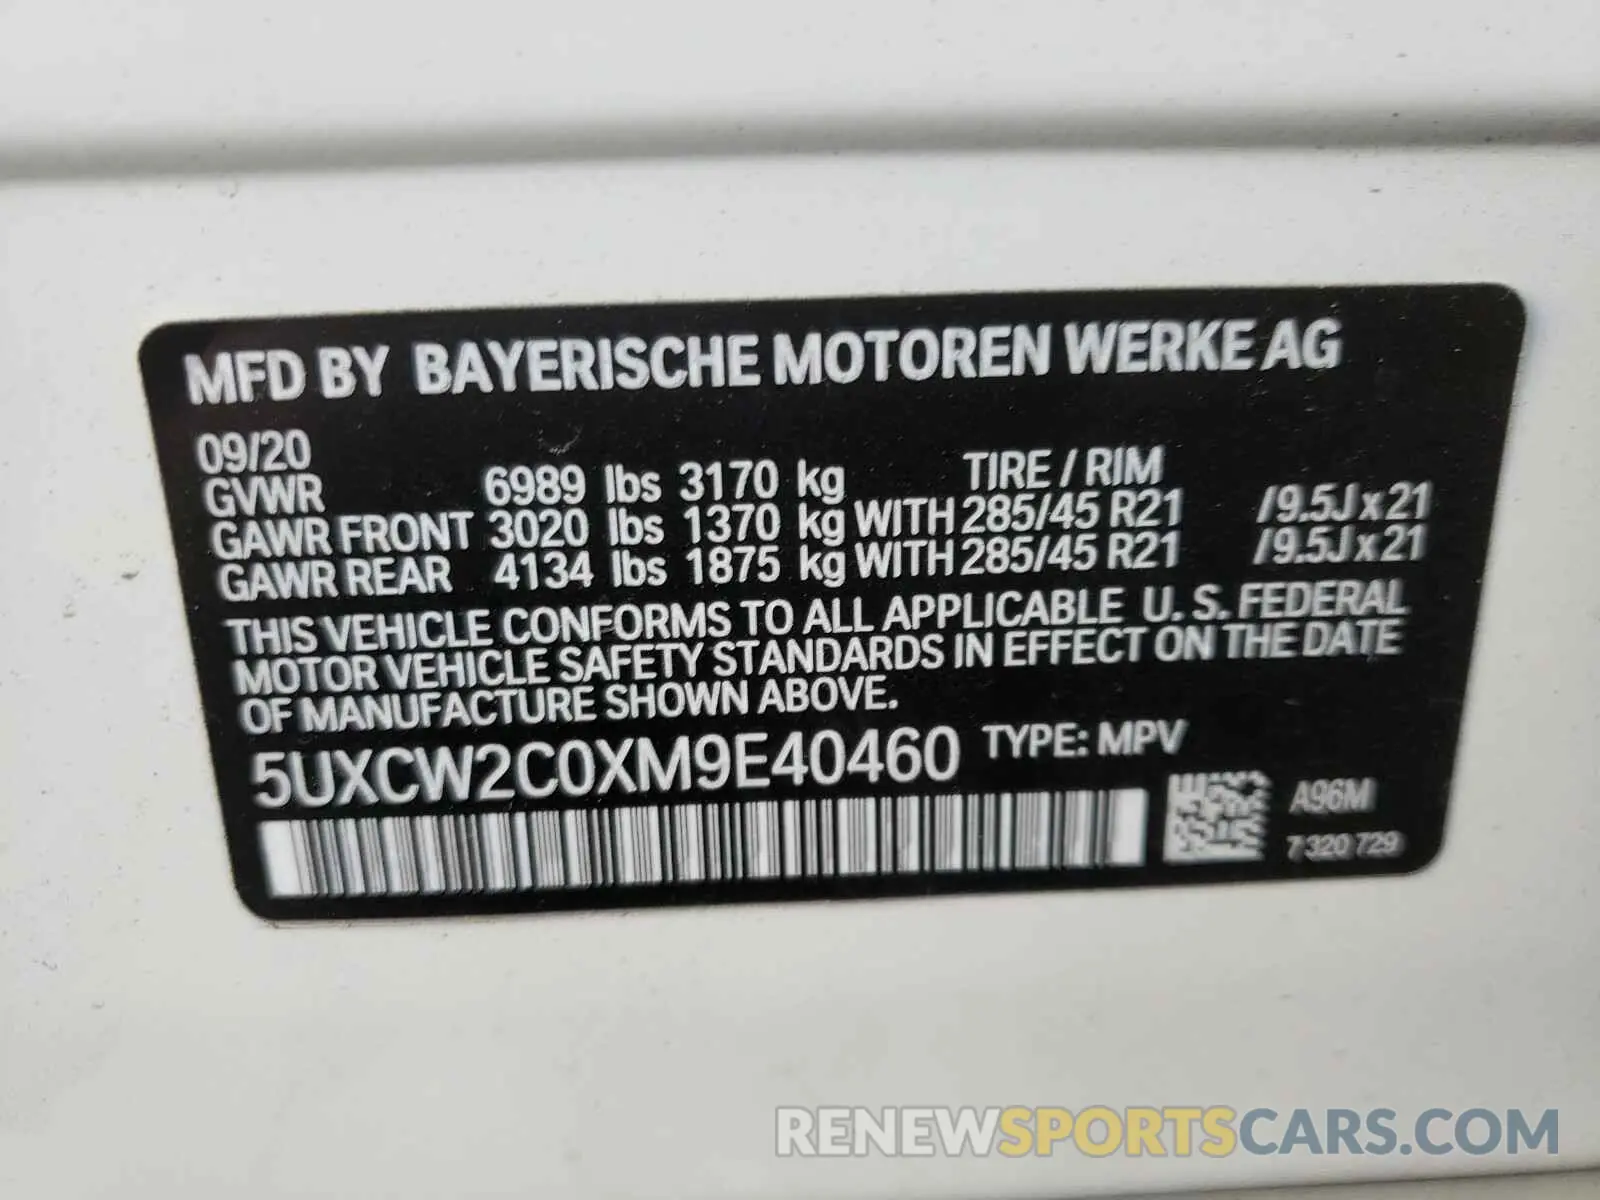 MFD BY BAYERISCHE MOTOREN WERKE AG
09/20
GVWR 6989 lbs 3170 kg TIRE / RIM
GAWR FRONT 3020 lbs 1370 kg WITH 285/45 R21 /9.5J x 21
GAWR REAR 4134 lbs 1875 kg WITH 285/45 R21 /9.5J x 21
THIS VEHICLE CONFORMS TO ALL APPLICABLE U. S. FEDERAL
MOTOR VEHICLE SAFETY STANDARDS IN EFFECT ON THE DATE
OF MANUFACTURE SHOWN ABOVE.
5UXCW2C0XM9E40460 TYPE: MPV
A96M
7 320 729
RENEWSPORTSCARS.COM